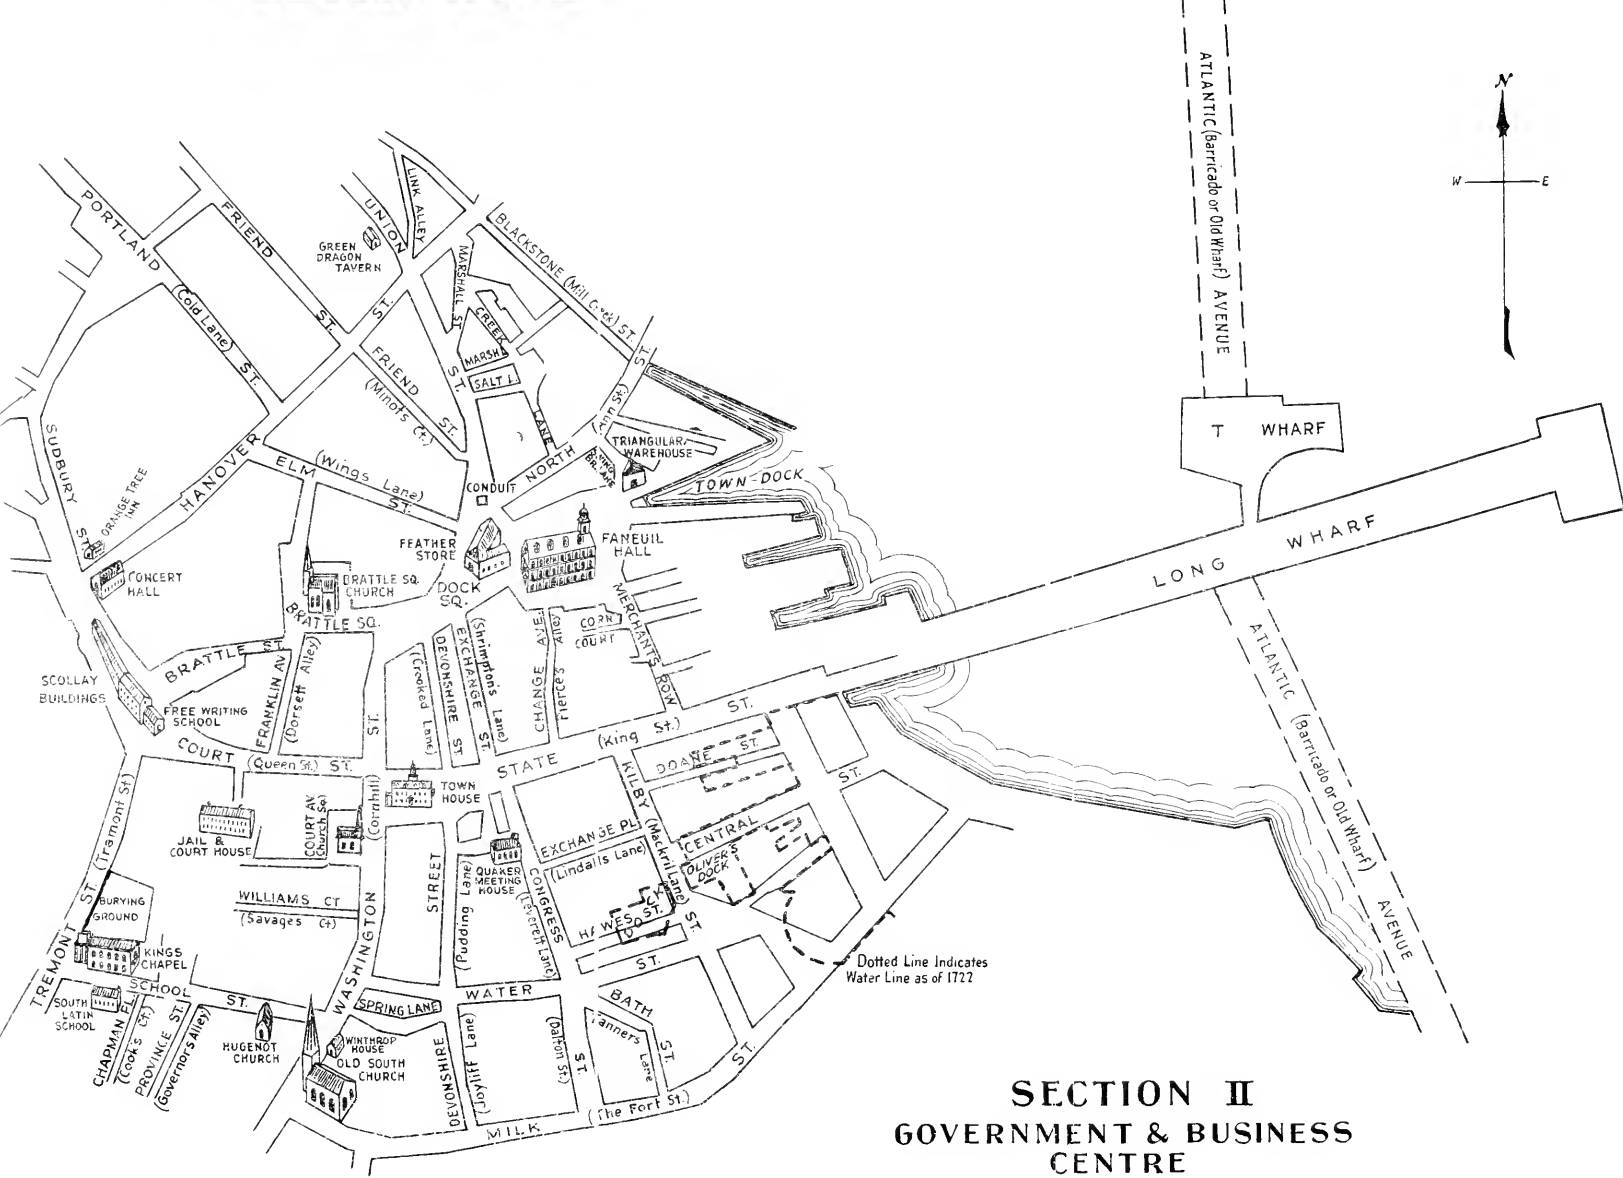 ATLANTIC (Barricado or Old Wharf) AVENUE
N
W E
PORTLAND
(Cold Lane) ST.
FRIEND
ST.
UNION
ST.
LINK ALLEY
GREEN
DRAGON
TAVERN
MARSHALL
ST
BLACKSTONE (Mill Creek) ST.
CREEK
MARSH
SALT L.
LANE
FRIEND
ST.
(Minots Ct.)
ST.
NORTH
(Ann St.)
ST.
TRIANGULAR
WAREHOUSE
TOWN-DOCK
T WHARF
LONG WHARF
SUDBURY
ST.
ORANGE TREE
INN
HANOVER
ELM
(Wings Lane)
ST.
CONDUIT
FEATHER
STORE
FANEUIL
HALL
CONCERT
HALL
BRATTLE SQ.
CHURCH
DOCK
SQ.
BRATTLE SQ.
BRATTLE ST.
MERCHANTS ROW
CORN
COURT
CHANGE AVE.
Pierces Alley
EXCHANGE
ST.
(Shrimpton's Lane)
DEVONSHIRE ST.
(Crooked Lane)
FRANKLIN AV
(Dorsett Alley)
SCOLLAY
BUILDINGS
FREE WRITING
SCHOOL
COURT
(Queen St.) ST.
ST.
STATE
(King St.)
ST.
DOANE ST.
KILBY
(Mackril Lane)
ST.
CENTRAL
ST.
OLIVER'S
DOCK
TOWN
HOUSE
(Cornhill)
COURT AV.
(Church Sq.)
JAIL &
COURT HOUSE
EXCHANGE PL.
(Lindalls Lane)
QUAKER
MEETING
HOUSE
CONGRESS
(Leverett Lane)
HAWES
ST.
ST.
TREMONT ST. (Tramont St)
BURYING
GROUND
WILLIAMS CT
(Savages Ct)
WASHINGTON
STREET
(Pudding Lane)
KINGS
CHAPEL
SCHOOL
ST.
SOUTH
LATIN
SCHOOL
CHAPMAN PL.
(Cook's Ct.)
PROVINCE ST.
(Governors Alley)
HUGENOT
CHURCH
SPRING LANE
WATER
WINTHROP
HOUSE
OLD SOUTH
CHURCH
DEVONSHIRE
(Joyliff Lane)
(Dalton St.)
ST.
BATH
ST.
Tanners Lane
MILK
(The Fort St.)
ST.
Dotted Line Indicates
Water Line as of 1722
ATLANTIC (Barricado or Old Wharf) AVENUE
SECTION II
GOVERNMENT & BUSINESS
CENTRE